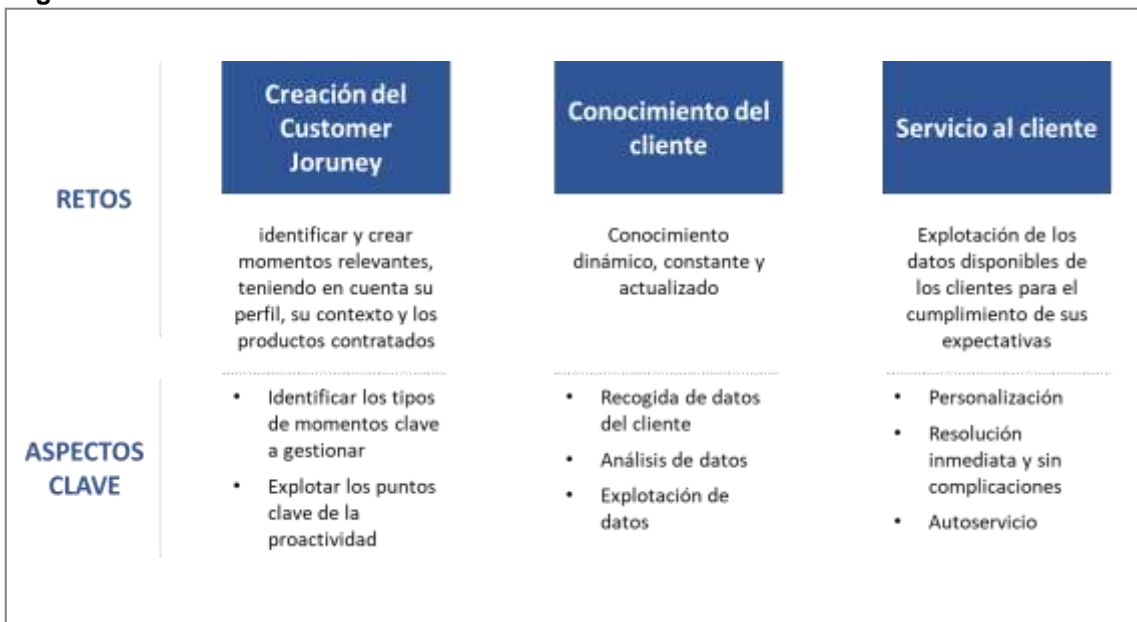 Creación del
Customer
Joruney
Conocimiento del
cliente
Servicio al cliente
RETOS
identificar y crear
momentos relevantes,
teniendo en cuenta su
perfil, su contexto y los
productos contratados
Conocimiento
dinámico, constante y
actualizado
Explotación de los
datos disponibles de
los clientes para el
cumplimiento de sus
expectativas
ASPECTOS
CLAVE
• Identificar los tipos
de momentos clave
a gestionar
• Explotar los puntos
clave de la
proactividad
• Recogida de datos
del cliente
• Análisis de datos
• Explotación de
datos
• Personalización
• Resolución
inmediata y sin
complicaciones
• Autoservicio